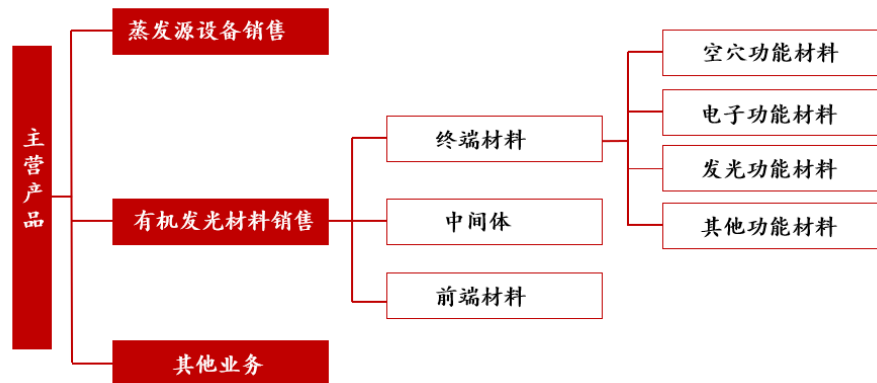 主营产品
蒸发源设备销售
有机发光材料销售
其他业务
终端材料
中间体
前端材料
空穴功能材料
电子功能材料
发光功能材料
其他功能材料